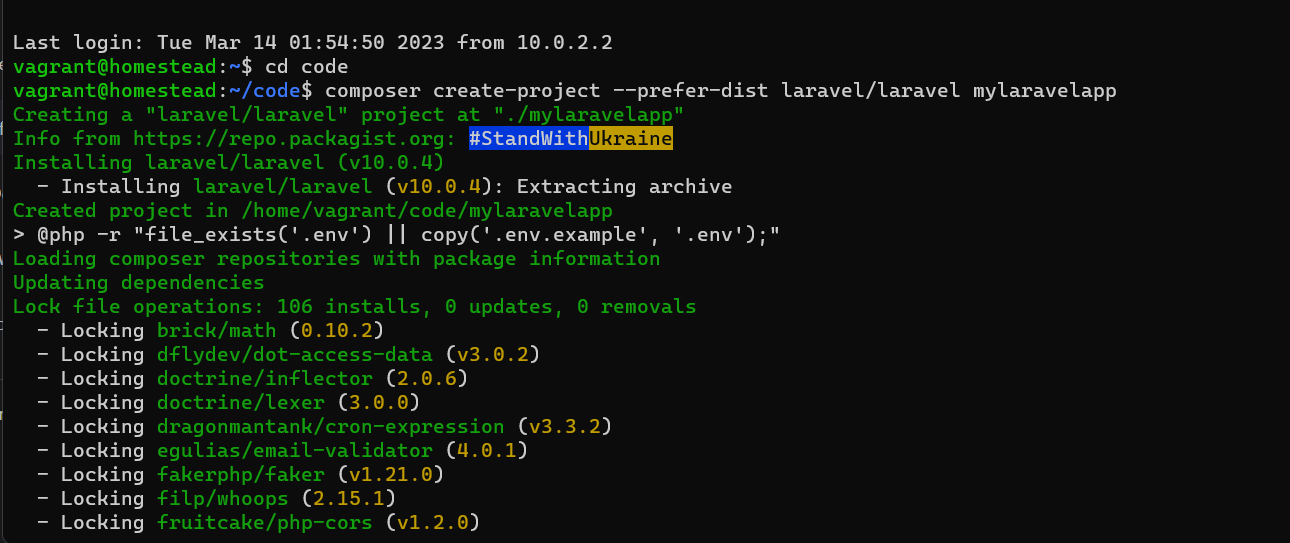 Last login: Tue Mar 14 01:54:50 2023 from 10.0.2.2
vagrant@homestead:~$ cd code
vagrant@homestead:~/code$ composer create-project --prefer-dist laravel/laravel mylaravelapp
Creating a "laravel/laravel" project at "./mylaravelapp"
Info from https://repo.packagist.org: #StandWithUkraine
Installing laravel/laravel (v10.0.4)
  - Installing laravel/laravel (v10.0.4): Extracting archive
Created project in /home/vagrant/code/mylaravelapp
> @php -r "file_exists('.env') || copy('.env.example', '.env');"
Loading composer repositories with package information
Updating dependencies
Lock file operations: 106 installs, 0 updates, 0 removals
  - Locking brick/math (0.10.2)
  - Locking dflydev/dot-access-data (v3.0.2)
  - Locking doctrine/inflector (2.0.6)
  - Locking doctrine/lexer (3.0.0)
  - Locking dragonmantank/cron-expression (v3.3.2)
  - Locking egulias/email-validator (4.0.1)
  - Locking fakerphp/faker (v1.21.0)
  - Locking filp/whoops (2.15.1)
  - Locking fruitcake/php-cors (v1.2.0)